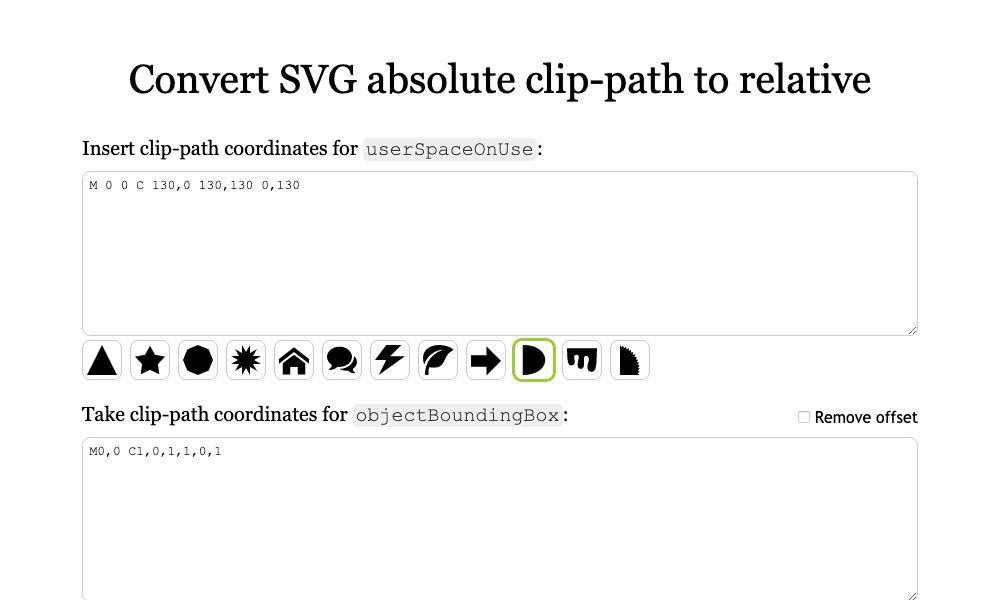 Convert SVG absolute clip-path to relative
Insert clip-path coordinates for userSpaceOnUse:
M 0 0 C 130,0 130,130 0,130
Take clip-path coordinates for objectBoundingBox:
Remove offset
M0,0 C1,0,1,1,0,1